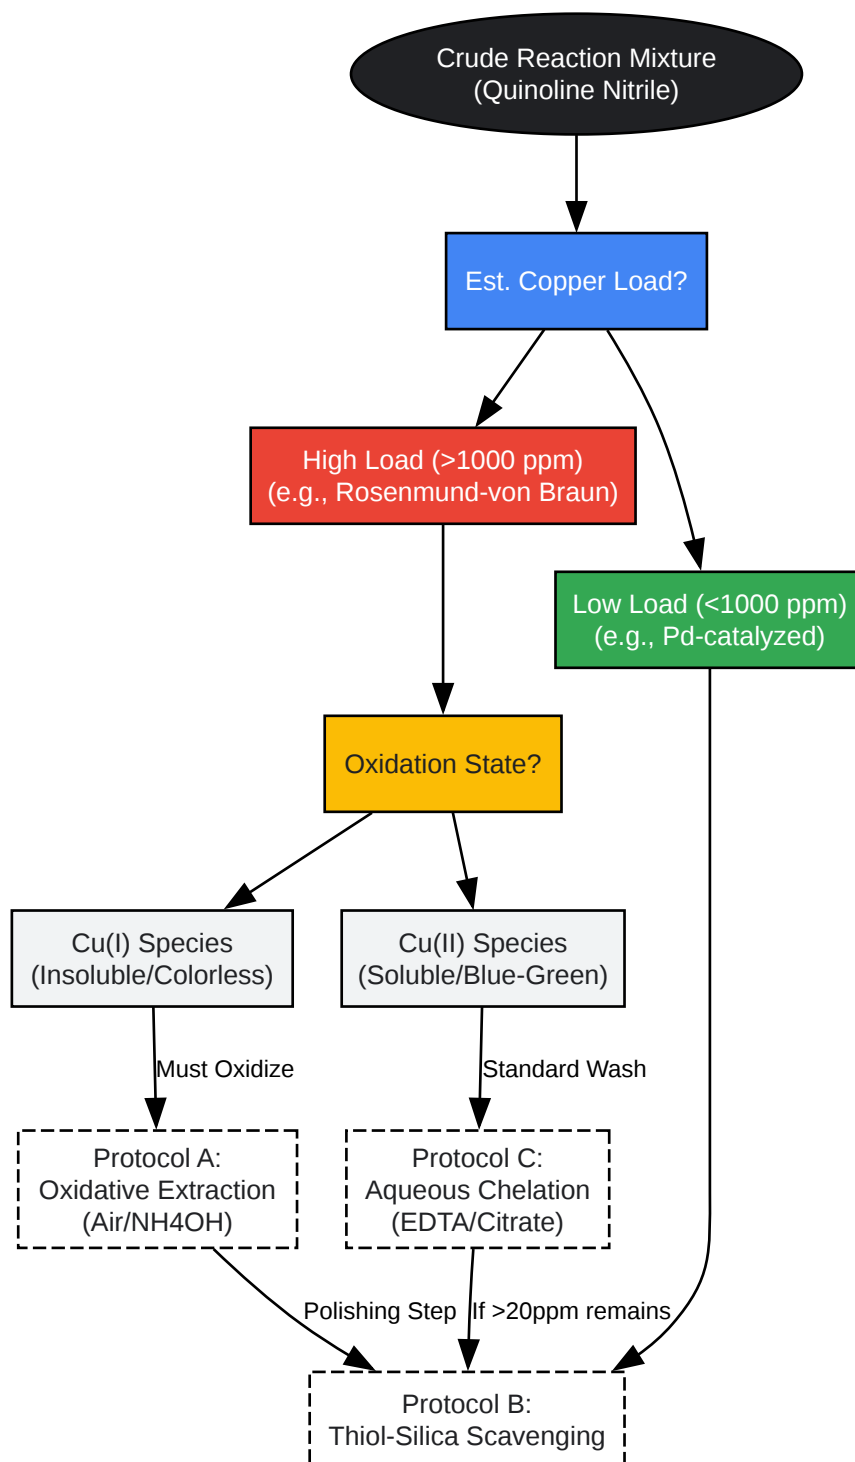 Crude Reaction Mixture
(Quinoline Nitrile)
Est. Copper Load?
High Load (>1000 ppm)
(e.g., Rosenmund-von Braun)
Low Load (<1000 ppm)
(e.g., Pd-catalyzed)
Oxidation State?
Cu(I) Species
(Insoluble/Colorless)
Cu(II) Species
(Soluble/Blue-Green)
Must Oxidize
Standard Wash
Protocol A:
Oxidative Extraction
(Air/NH4OH)
Protocol C:
Aqueous Chelation
(EDTA/Citrate)
Polishing Step
If >20ppm remains
Protocol B:
Thiol-Silica Scavenging